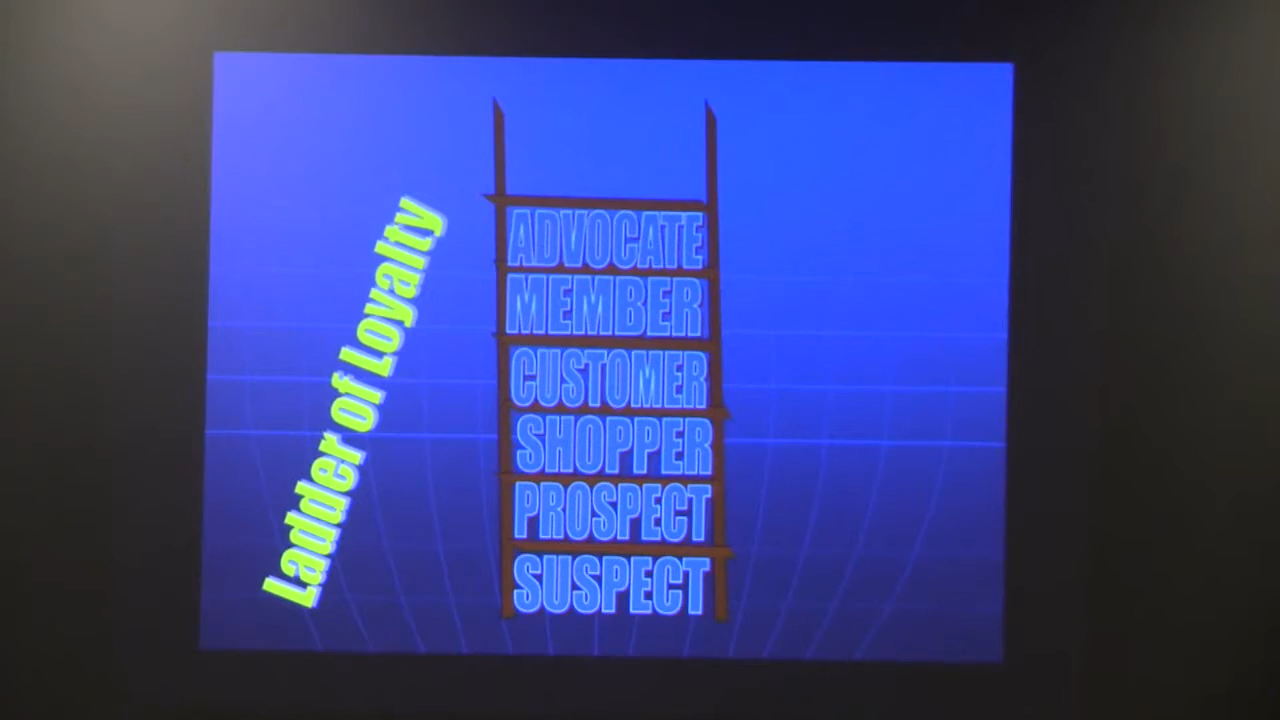 Ladder of Loyalty
ADVOCATE
MEMBER
CUSTOMER
SHOPPER
PROSPECT
SUSPECT